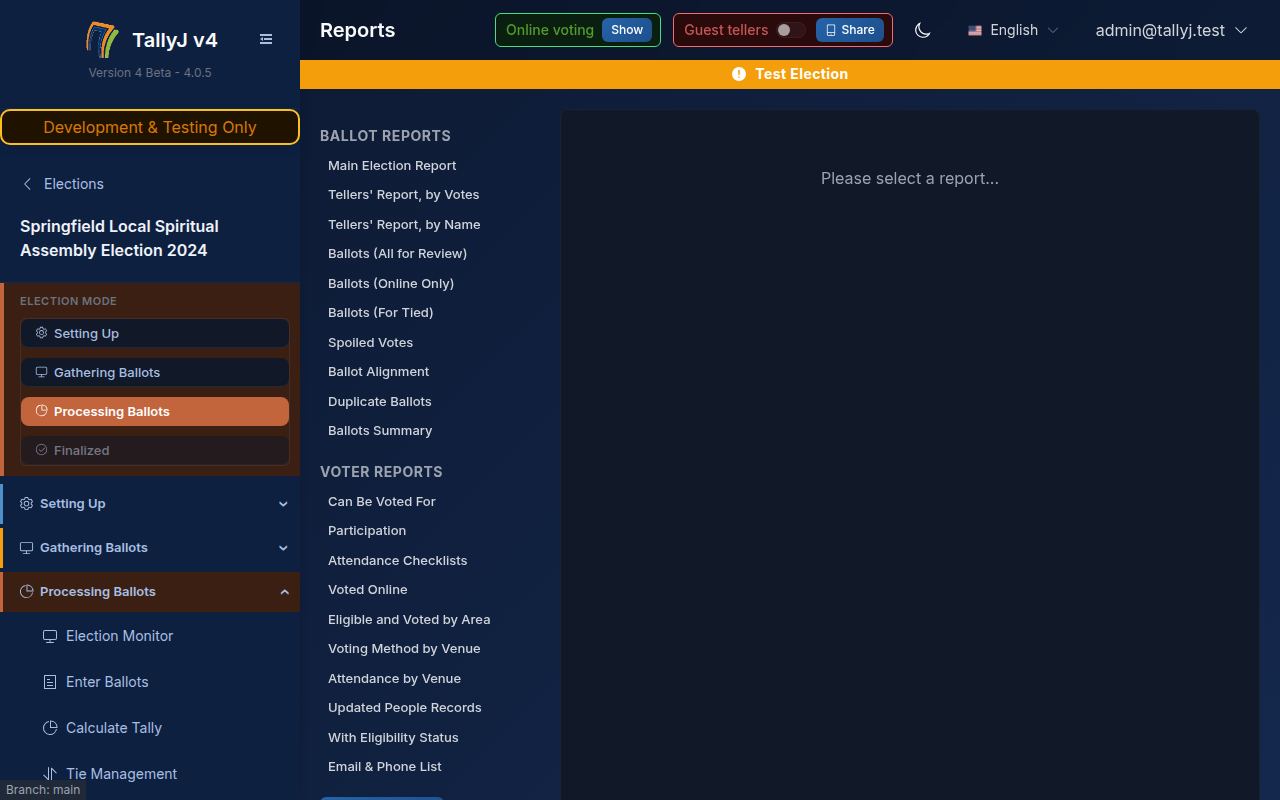 TallyJ v4
Version 4 Beta - 4.0.5
Development & Testing Only
Elections
Springfield Local Spiritual
Assembly Election 2024
ELECTION MODE
Setting Up
Gathering Ballots
Processing Ballots
Finalized
Setting Up
Gathering Ballots
Processing Ballots
Election Monitor
Enter Ballots
Calculate Tally
Tie Management
Branch: main
Reports
Online voting Show
Guest tellers Share
English
admin@tallyj.test
Test Election
BALLOT REPORTS
Main Election Report
Tellers' Report, by Votes
Tellers' Report, by Name
Ballots (All for Review)
Ballots (Online Only)
Ballots (For Tied)
Spoiled Votes
Ballot Alignment
Duplicate Ballots
Ballots Summary
VOTER REPORTS
Can Be Voted For
Participation
Attendance Checklists
Voted Online
Eligible and Voted by Area
Voting Method by Venue
Attendance by Venue
Updated People Records
With Eligibility Status
Email & Phone List
Please select a report...